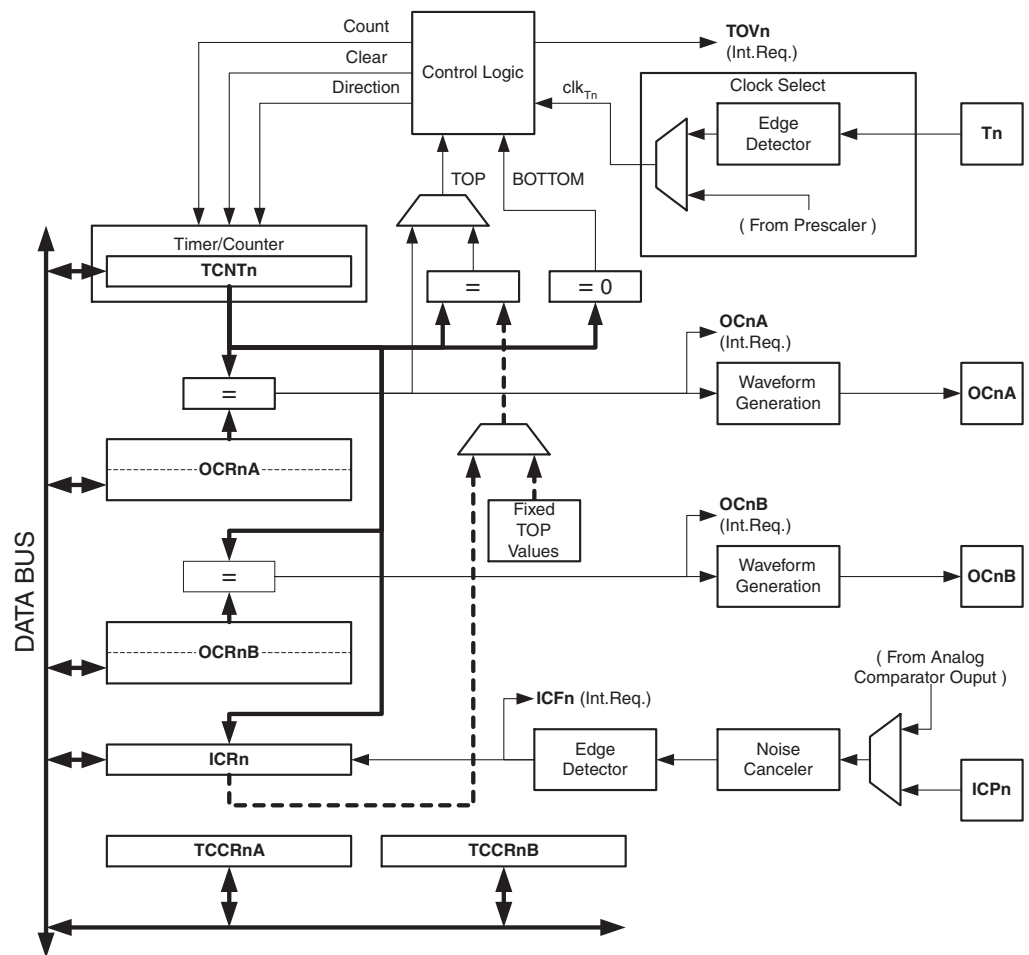 Count
Clear
Direction
Control Logic
TOVn
(Int.Req.)
clkTn
Clock Select
Edge
Detector
Tn
( From Prescaler )
TOP
BOTTOM
Timer/Counter
TCNTn
=
= 0
OCnA
(Int.Req.)
=
Waveform
Generation
OCnA
OCRnA
Fixed
TOP
Values
OCnB
(Int.Req.)
=
Waveform
Generation
OCnB
OCRnB
DATA BUS
( From Analog
Comparator Ouput )
ICFn (Int.Req.)
ICRn
Edge
Detector
Noise
Canceler
ICPn
TCCRnA
TCCRnB